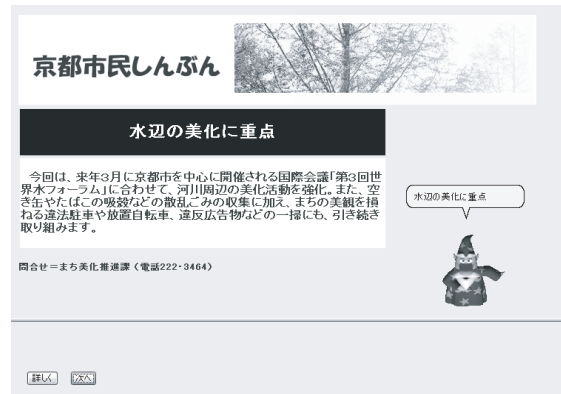 京都市民しんぶん
水辺の美化に重点
今回は、来年3月に京都市を中心に開催される国際会議「第3回世
界水フォーラム」に合わせて、河川周辺の美化活動を強化。また、空
き缶やたばこの吸殻などの散乱ごみの収集に加え、まちの美観を損
ねる違法駐車や放置自転車、違反広告物などの一掃にも、引き続き
取り組みます。
水辺の美化に重点
問合せ=まち美化推進課(電話222・3464)
詳しく 次へ